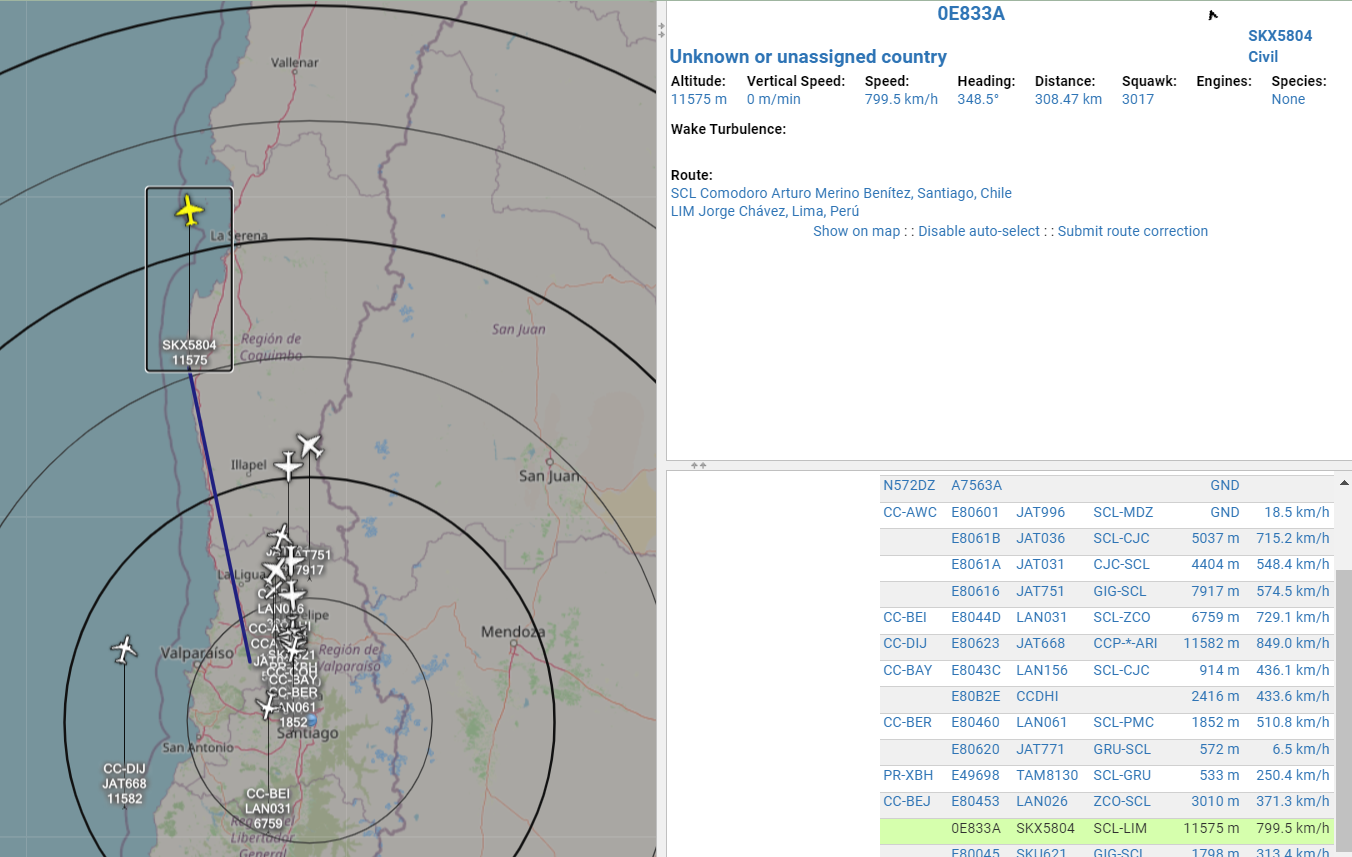 Vallenar
La Serena
SKX5804
11575
Región de
Coquimbo
San Juan
Illapel
San Juan
JAT751
7917
La Ligua
LAN026
Mendoza
Valparaíso
Región de
Valparaíso
CC-BAY
CC-BER
LAN061
1852
San Antonio
Santiago
CC-DIJ
JAT668
11582
CC-BEI
LAN031
6759
Libertador
General
0E833A
SKX5804
Unknown or unassigned country
Civil
Altitude: Vertical Speed: Speed: Heading: Distance: Squawk: Engines: Species:
11575 m 0 m/min 799.5 km/h 348.5° 308.47 km 3017 None
Wake Turbulence:
Route:
SCL Comodoro Arturo Merino Benítez, Santiago, Chile
LIM Jorge Chávez, Lima, Perú
Show on map : : Disable auto-select : : Submit route correction
N572DZ A7563A GND
CC-AWC E80601 JAT996 SCL-MDZ GND 18.5 km/h
E8061B JAT036 SCL-CJC 5037 m 715.2 km/h
E8061A JAT031 CJC-SCL 4404 m 548.4 km/h
E80616 JAT751 GIG-SCL 7917 m 574.5 km/h
CC-BEI E8044D LAN031 SCL-ZCO 6759 m 729.1 km/h
CC-DIJ E80623 JAT668 CCP-*-ARI 11582 m 849.0 km/h
CC-BAY E8043C LAN156 SCL-CJC 914 m 436.1 km/h
E80B2E CCDHI 2416 m 433.6 km/h
CC-BER E80460 LAN061 SCL-PMC 1852 m 510.8 km/h
E80620 JAT771 GRU-SCL 572 m 6.5 km/h
PR-XBH E49698 TAM8130 SCL-GRU 533 m 250.4 km/h
CC-BEJ E80453 LAN026 ZCO-SCL 3010 m 371.3 km/h
0E833A SKX5804 SCL-LIM 11575 m 799.5 km/h
E80045 SKU621 GIG-SCL 1798 m 313.4 km/h